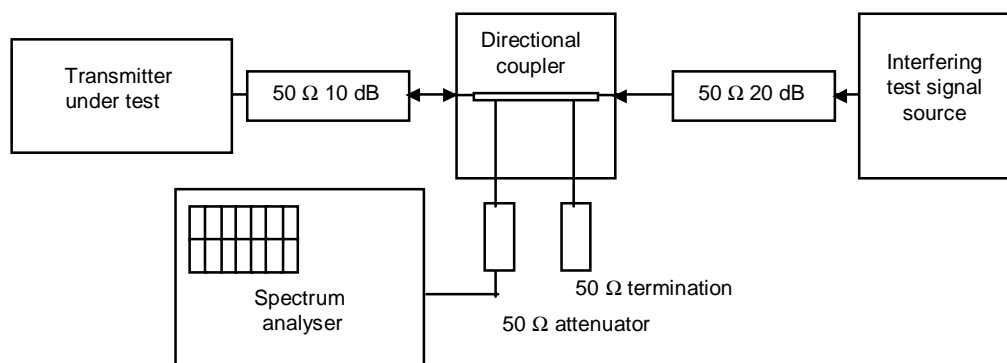 Transmitter
under test
50 Ω 10 dB
Directional
coupler
50 Ω 20 dB
Interfering
test signal
source
Spectrum
analyser
50 Ω termination
50 Ω attenuator